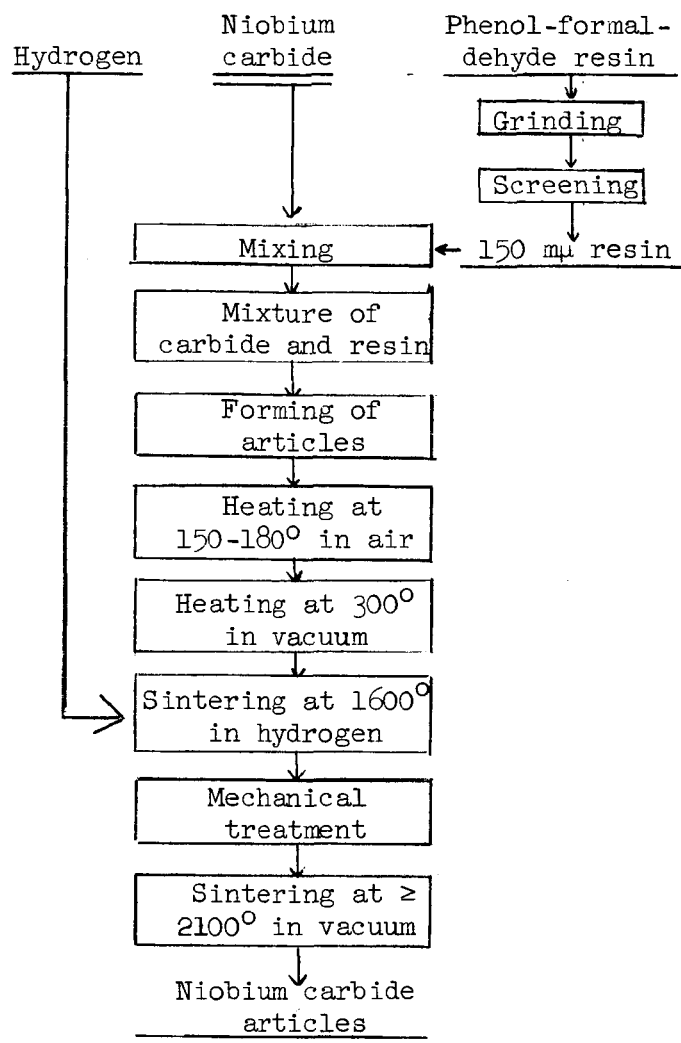 Hydrogen
Niobium
carbide
Phenol-formal-
dehyde resin
Grinding
Screening
150 mμ resin
Mixing
Mixture of
carbide and resin
Forming of
articles
Heating at
150-180° in air
Heating at 300°
in vacuum
Sintering at 1600°
in hydrogen
Mechanical
treatment
Sintering at ≥
2100° in vacuum
Niobium carbide
articles